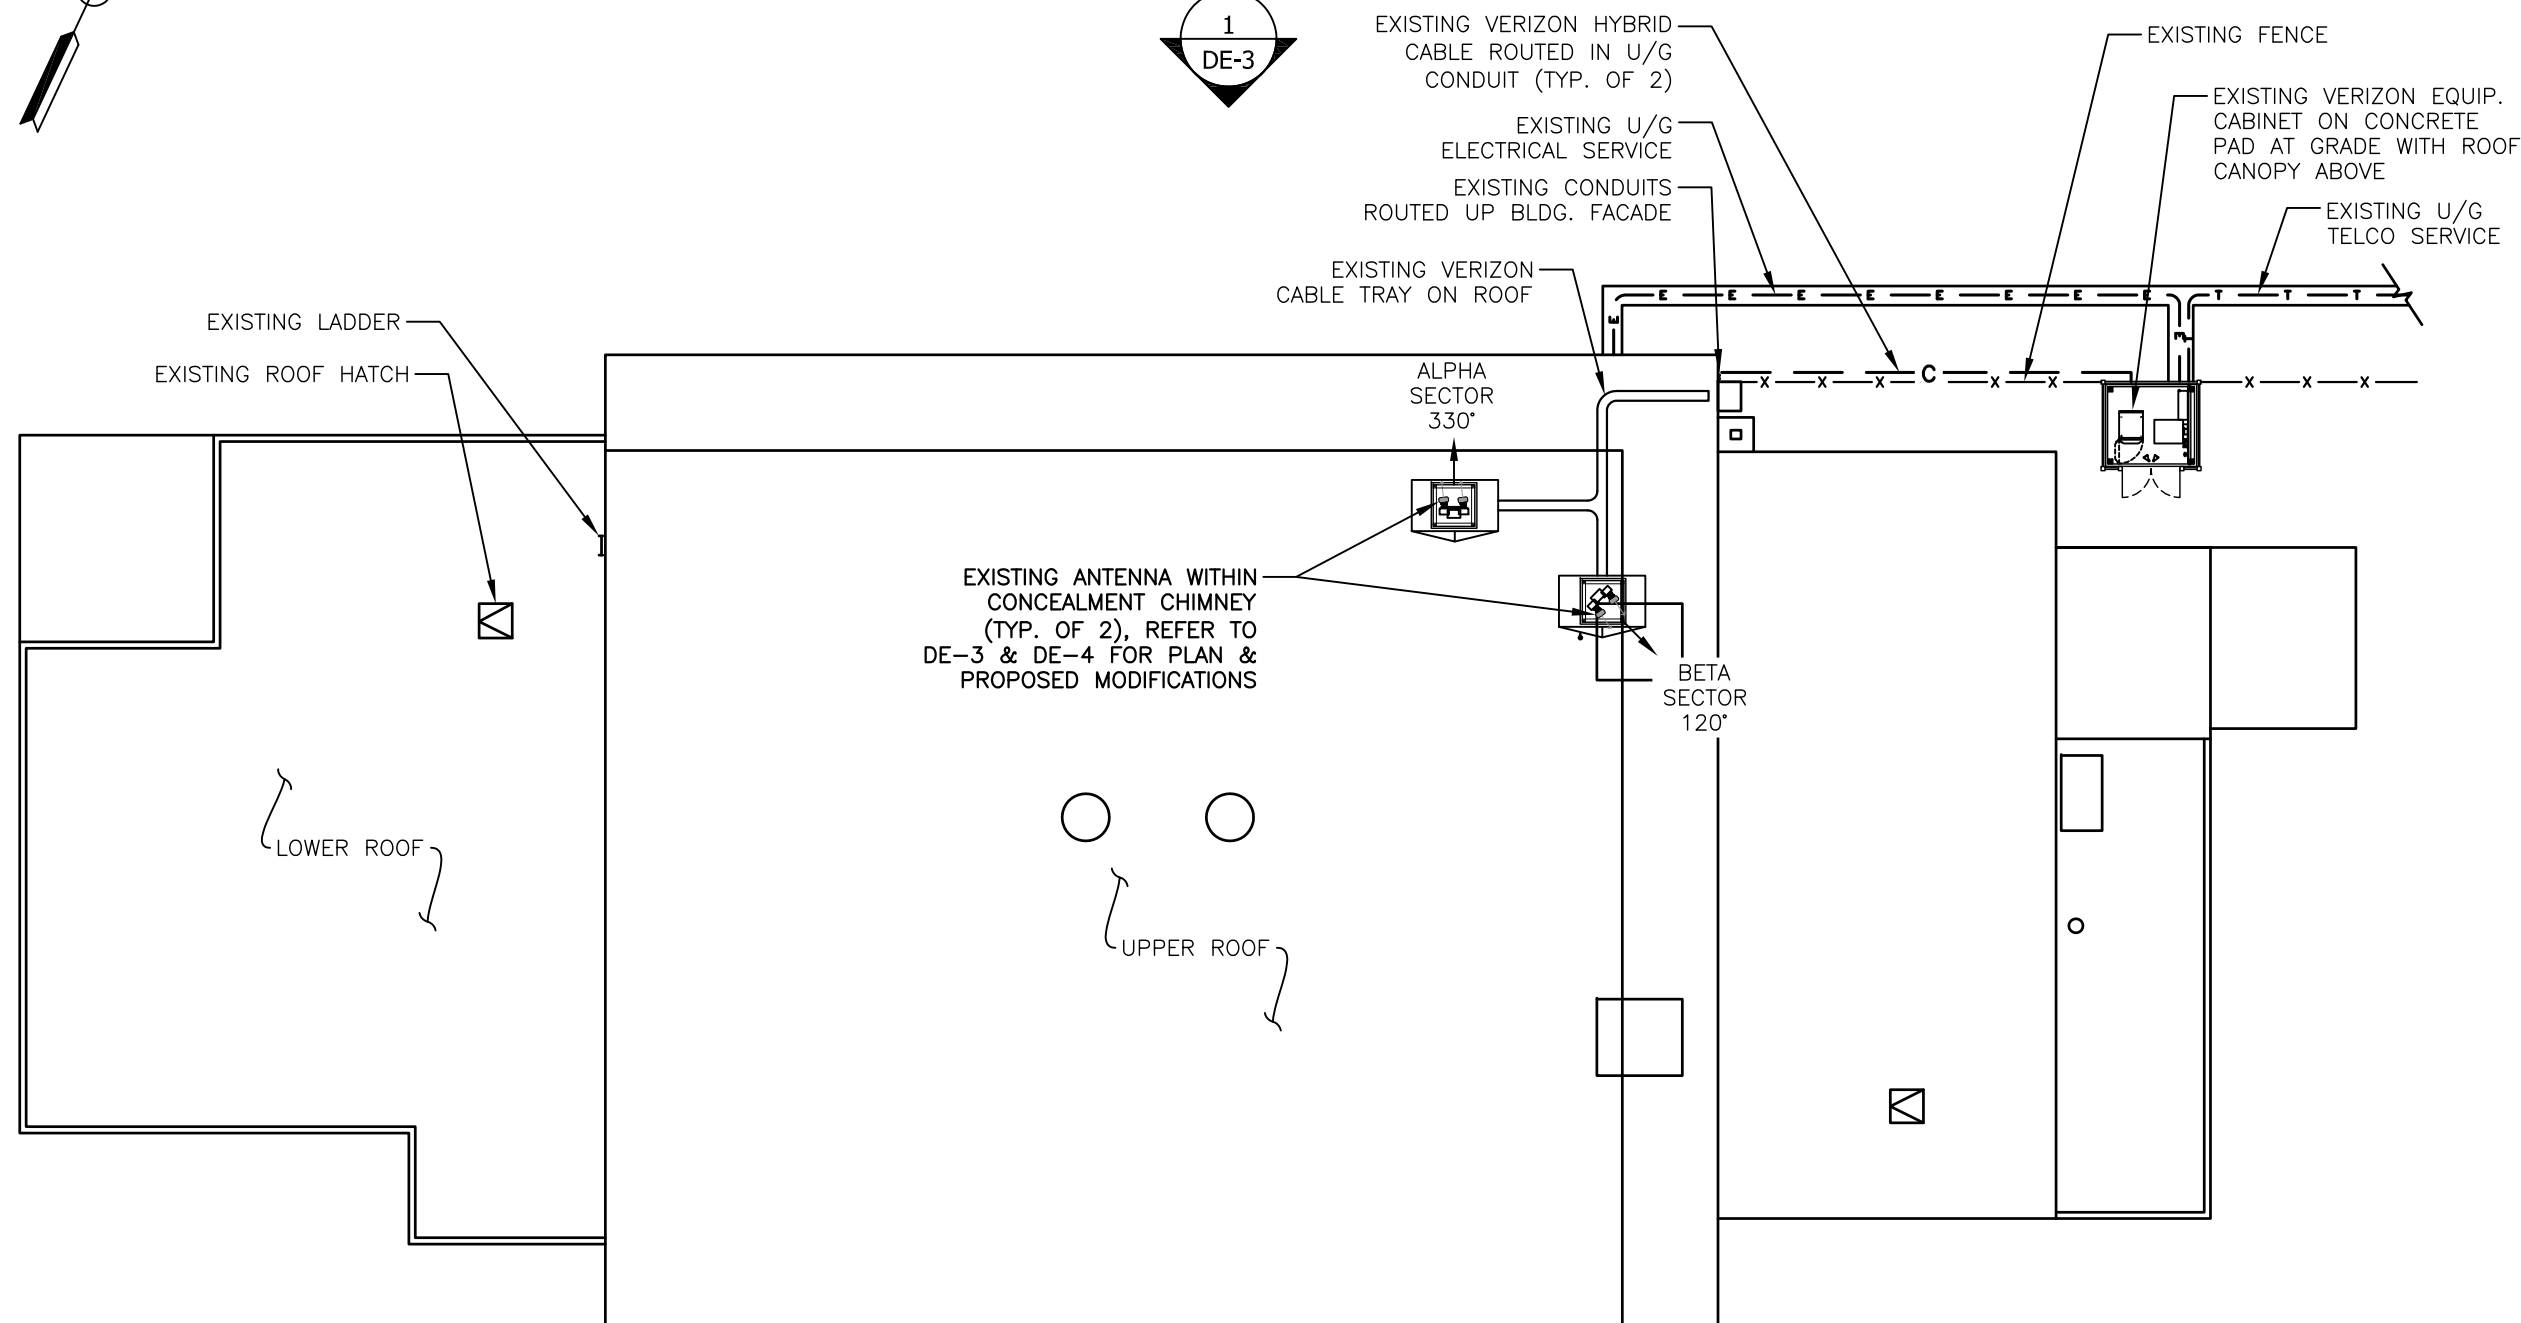 1
DE-3
EXISTING VERIZON HYBRID
CABLE ROUTED IN U/G
CONDUIT (TYP. OF 2)
EXISTING FENCE
EXISTING VERIZON EQUIP.
CABINET ON CONCRETE
PAD AT GRADE WITH ROOF
CANOPY ABOVE
EXISTING U/G
ELECTRICAL SERVICE
EXISTING CONDUITS
ROUTED UP BLDG. FACADE
EXISTING U/G
TELCO SERVICE
EXISTING VERIZON
CABLE TRAY ON ROOF
E E E E E E E E T T T
E
E T
EXISTING LADDER
EXISTING ROOF HATCH
ALPHA
SECTOR
330°
X X X C X X X X X
EXISTING ANTENNA WITHIN
CONCEALMENT CHIMNEY
(TYP. OF 2), REFER TO
DE-3 & DE-4 FOR PLAN &
PROPOSED MODIFICATIONS
BETA
SECTOR
120°
LOWER ROOF
UPPER ROOF